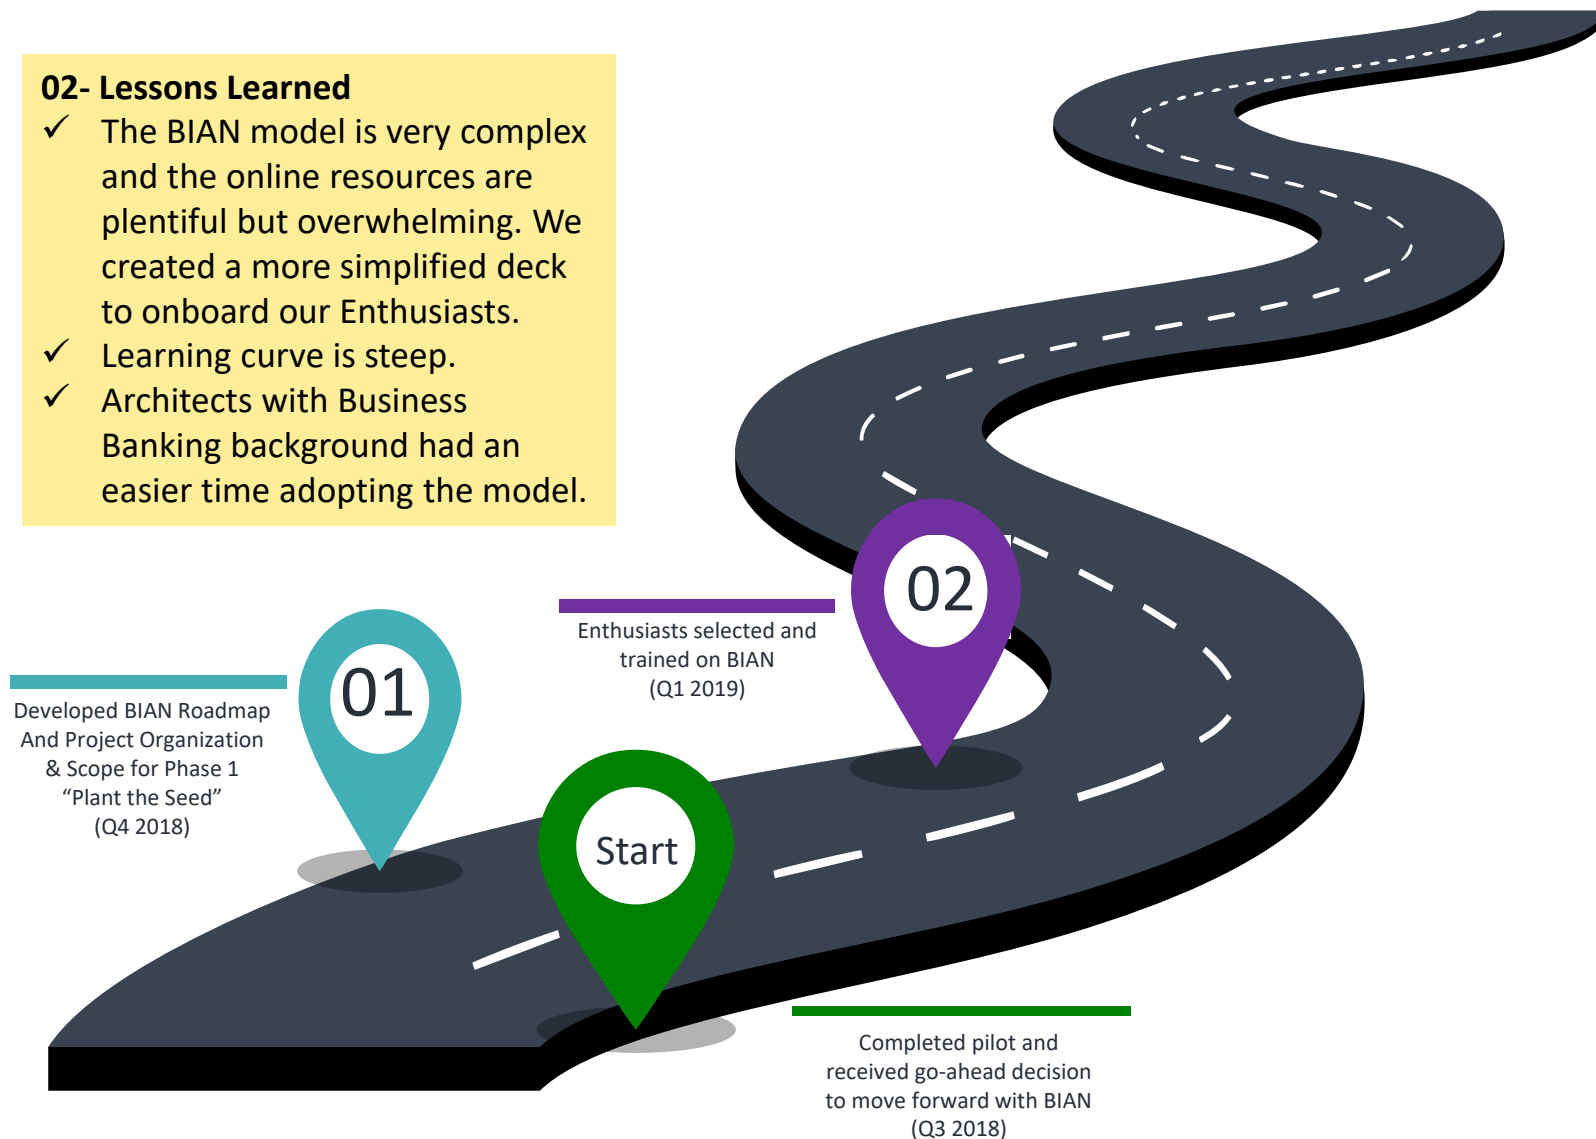 02- Lessons Learned
✓ The BIAN model is very complex
and the online resources are
plentiful but overwhelming. We
created a more simplified deck
to onboard our Enthusiasts.
✓ Learning curve is steep.
✓ Architects with Business
Banking background had an
easier time adopting the model.
02
Enthusiasts selected and
trained on BIAN
(Q1 2019)
01
Developed BIAN Roadmap
And Project Organization
& Scope for Phase 1
“Plant the Seed”
(Q4 2018)
Start
Completed pilot and
received go-ahead decision
to move forward with BIAN
(Q3 2018)